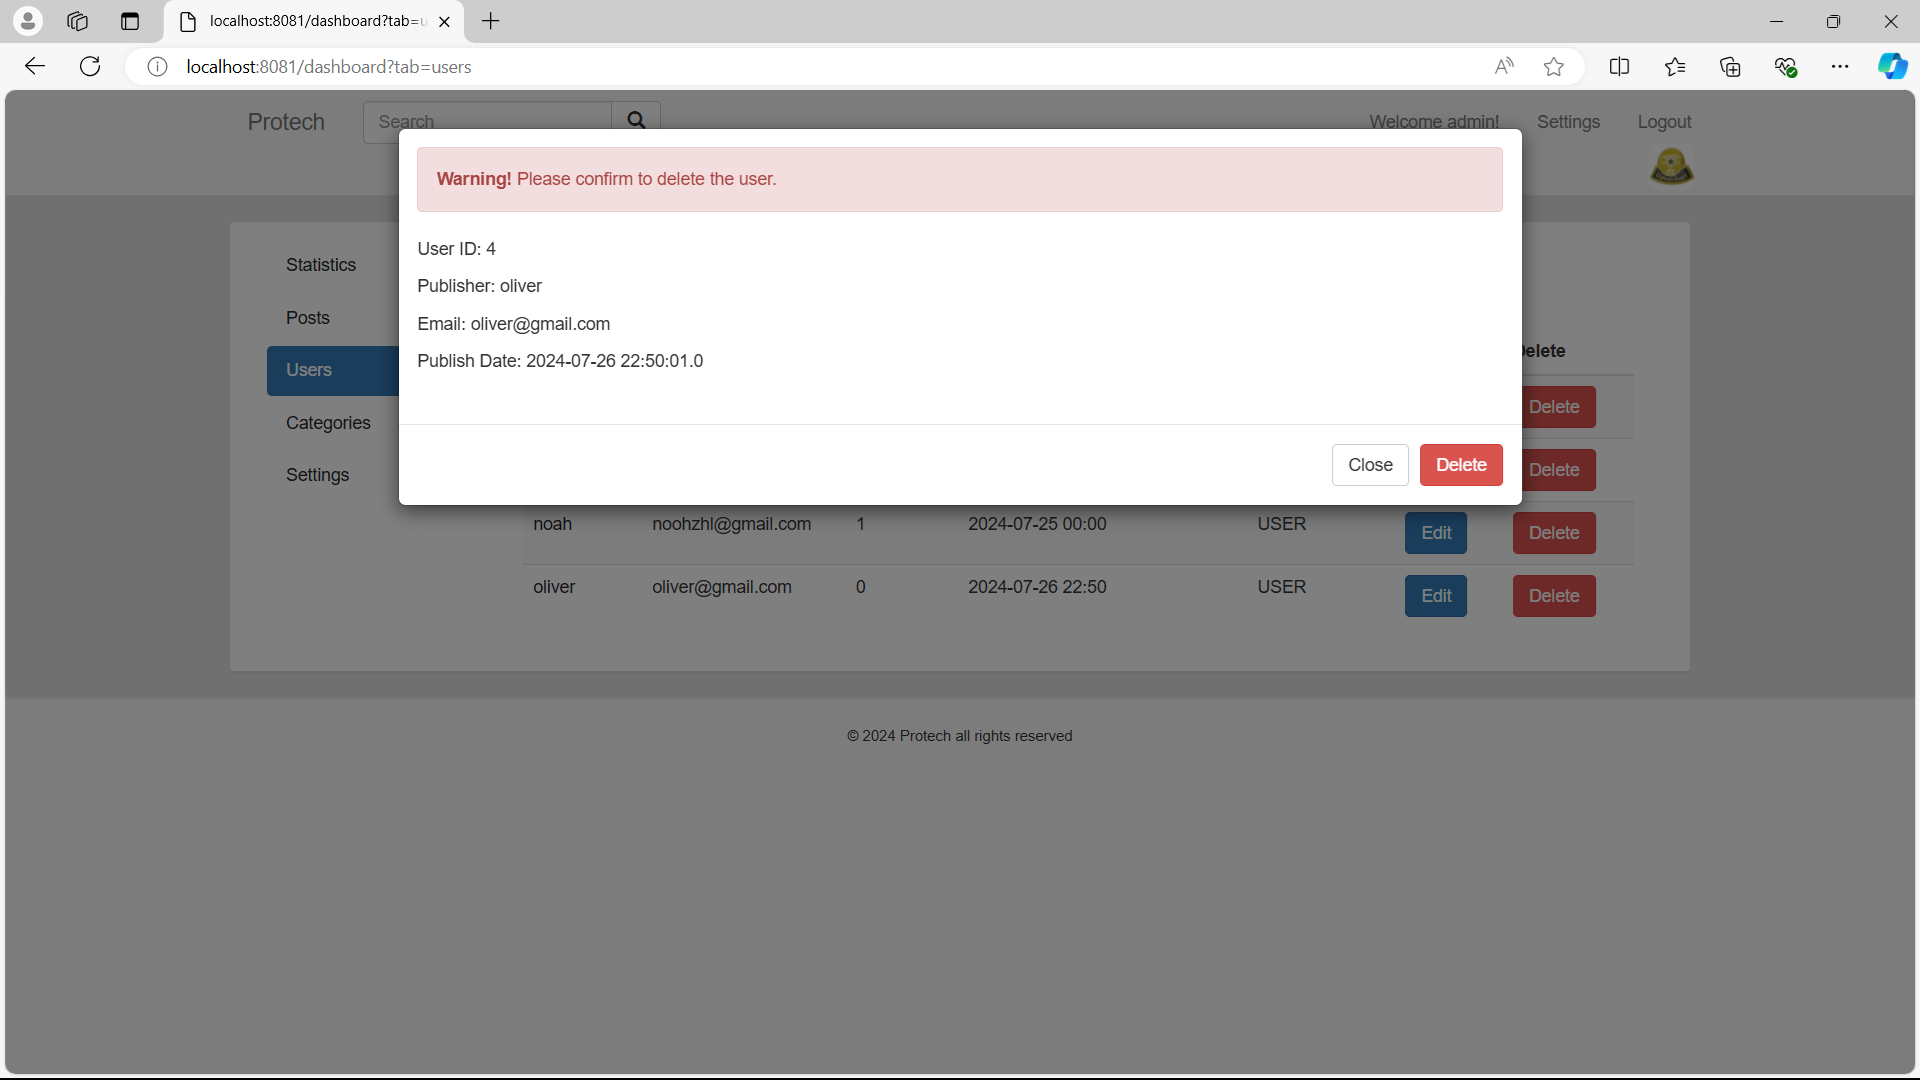 localhost:8081/dashboard?tab=u
localhost:8081/dashboard?tab=users
Protech
Search
Welcome admin!
Settings
Logout
Warning! Please confirm to delete the user.
User ID: 4
Publisher: oliver
Email: oliver@gmail.com
Publish Date: 2024-07-26 22:50:01.0
Close
Delete
Statistics
Posts
Users
Categories
Settings
Delete
Delete
Delete
noah noohzhl@gmail.com 1 2024-07-25 00:00 USER Edit Delete
oliver oliver@gmail.com 0 2024-07-26 22:50 USER Edit Delete
© 2024 Protech all rights reserved